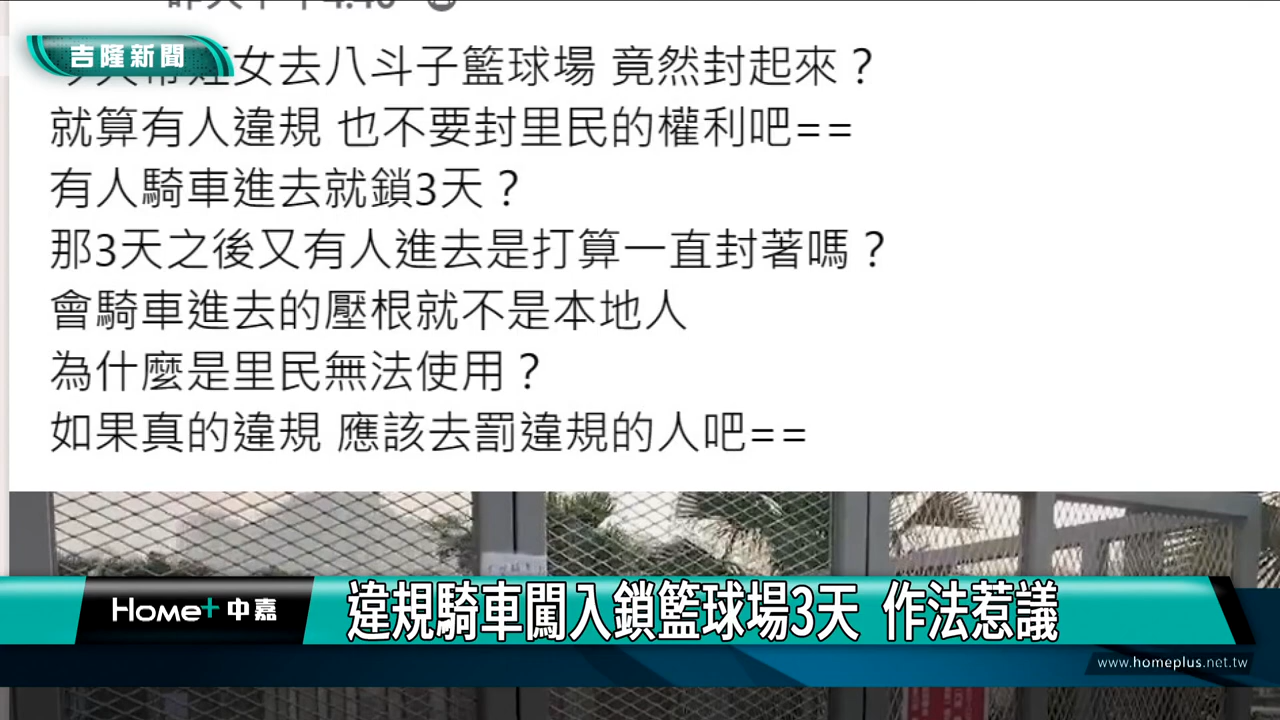 吉隆新聞
女去八斗子籃球場 竟然封起來？
就算有人違規 也不要封里民的權利吧==
有人騎車進去就鎖3天？
那3天之後又有人進去是打算一直封著嗎？
會騎車進去的壓根就不是本地人
為什麼是里民無法使用？
如果真的違規 應該去罰違規的人吧==
Home+ 中嘉
違規騎車闖入鎖籃球場3天 作法惹議
www.homeplus.net.tw